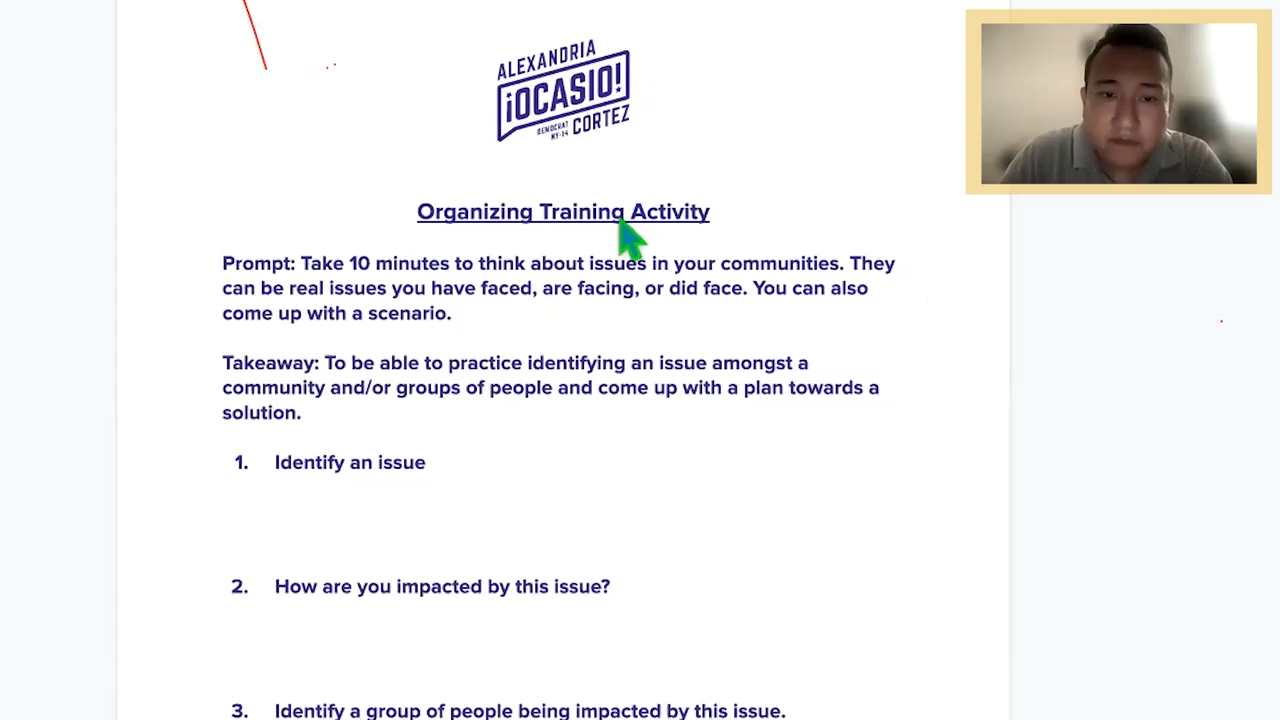 ALEXANDRIA
¡OCASIO!
DEMOCRAT
NY-14
CORTEZ
Organizing Training Activity
Prompt: Take 10 minutes to think about issues in your communities. They
can be real issues you have faced, are facing, or did face. You can also
come up with a scenario.
Takeaway: To be able to practice identifying an issue amongst a
community and/or groups of people and come up with a plan towards a
solution.
1. Identify an issue
2. How are you impacted by this issue?
3. Identify a group of people being impacted by this issue.